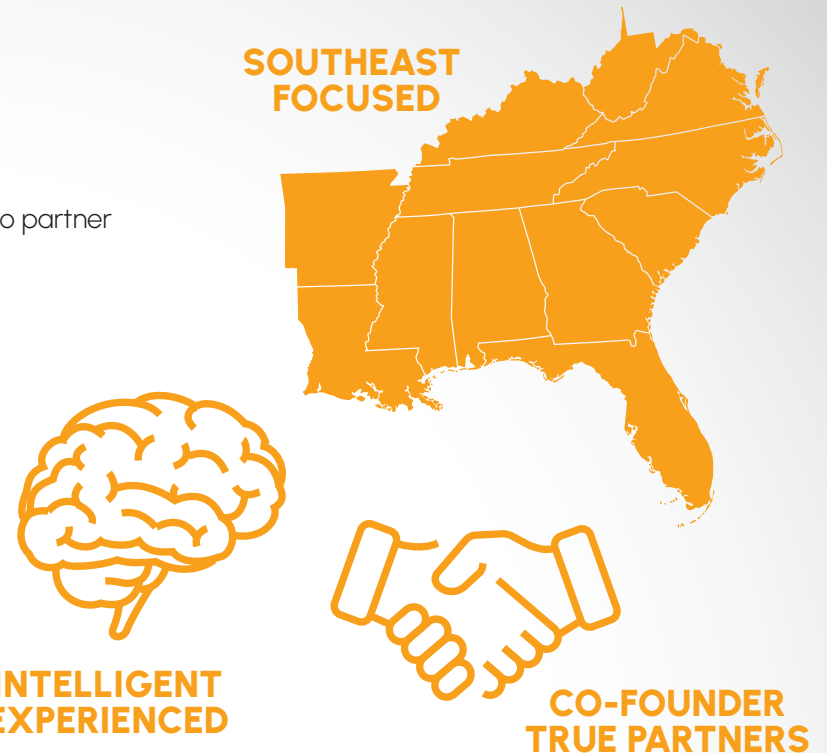 SOUTHEAST
FOCUSED
o partner
INTELLIGENT
EXPERIENCED
CO-FOUNDER
TRUE PARTNERS